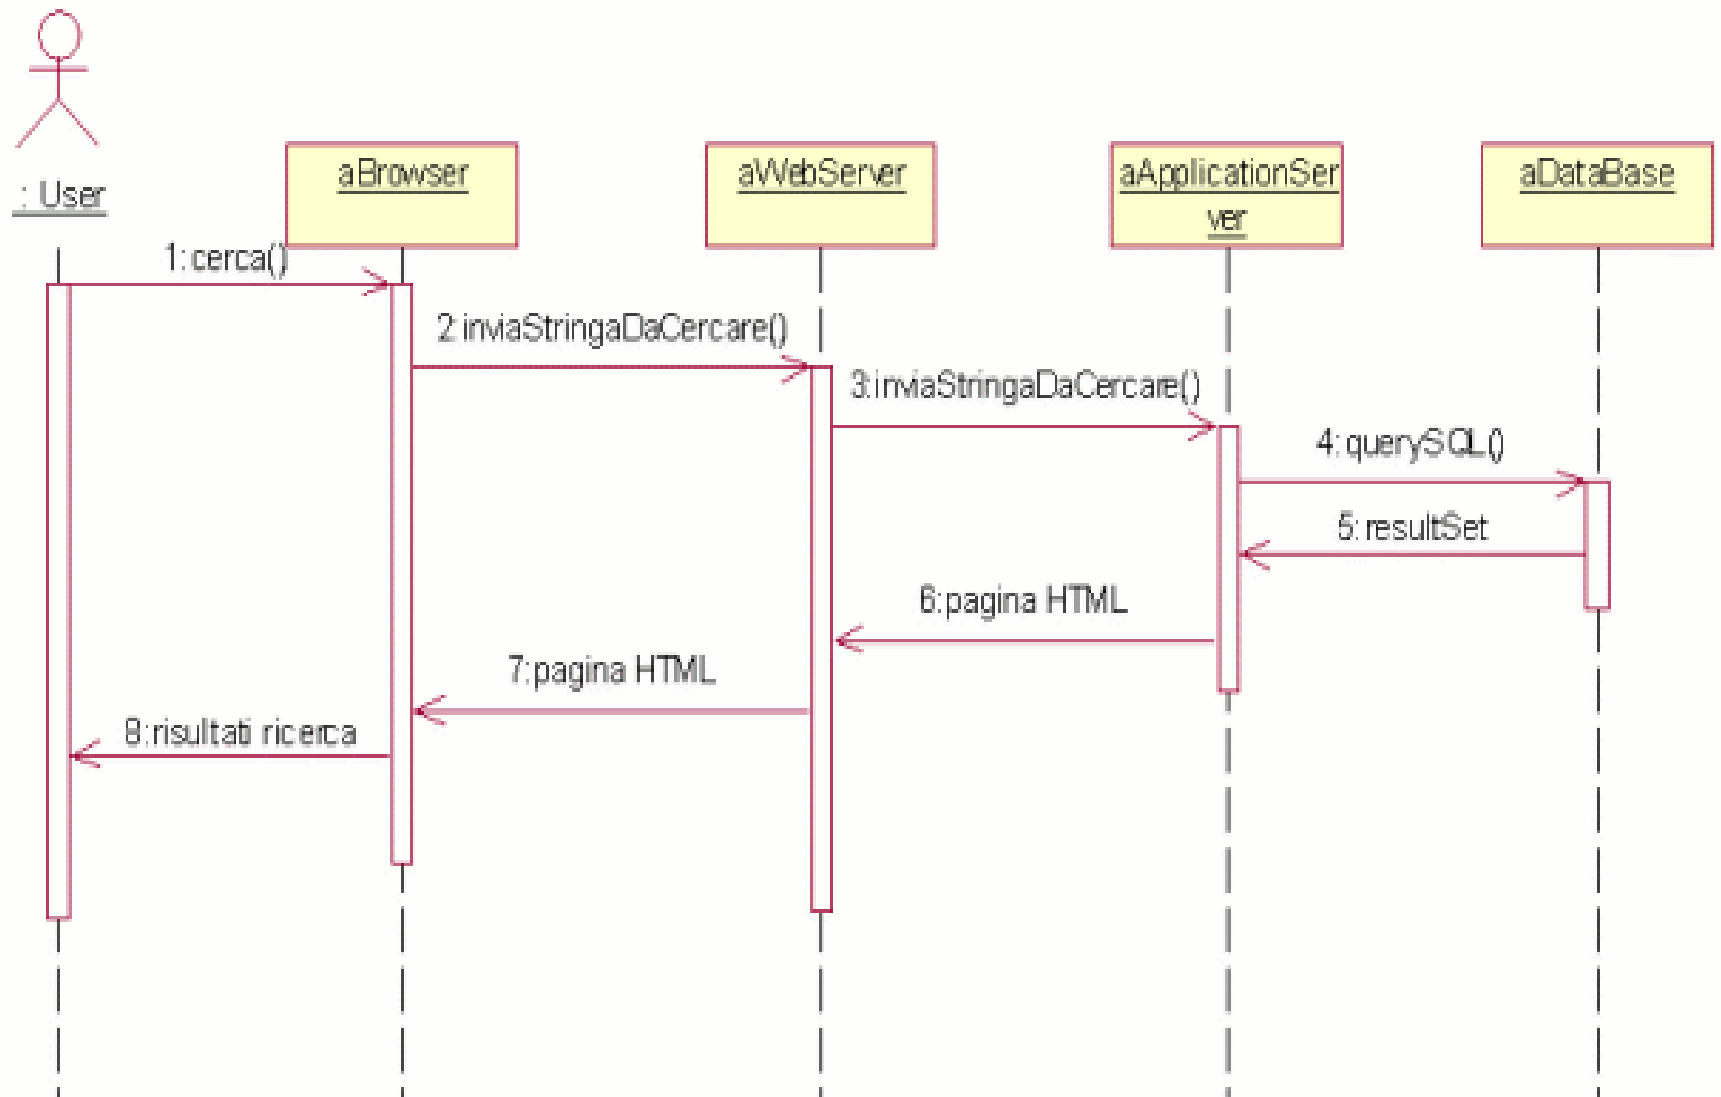 : User
aBrowser
aWebServer
aApplicationSer
ver
aDataBase
1:cerca()
2:inviaStringaDaCercare()
3:inviaStringaDaCercare()
4:querySQL()
5:resultSet
6:pagina HTML
7:pagina HTML
8:risultati ricerca